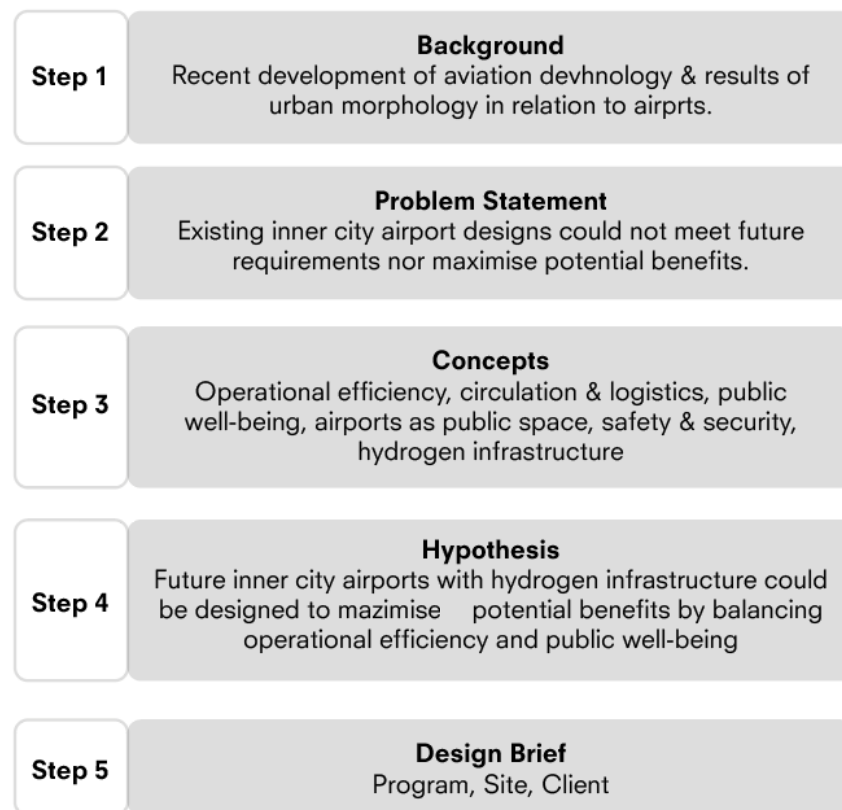 Step 1
Background
Recent development of aviation devhnology & results of
urban morphology in relation to airprts.
Step 2
Problem Statement
Existing inner city airport designs could not meet future
requirements nor maximise potential benefits.
Step 3
Concepts
Operational efficiency, circulation & logistics, public
well-being, airports as public space, safety & security,
hydrogen infrastructure
Step 4
Hypothesis
Future inner city airports with hydrogen infrastructure could
be designed to mazimise potential benefits by balancing
operational efficiency and public well-being
Step 5
Design Brief
Program, Site, Client